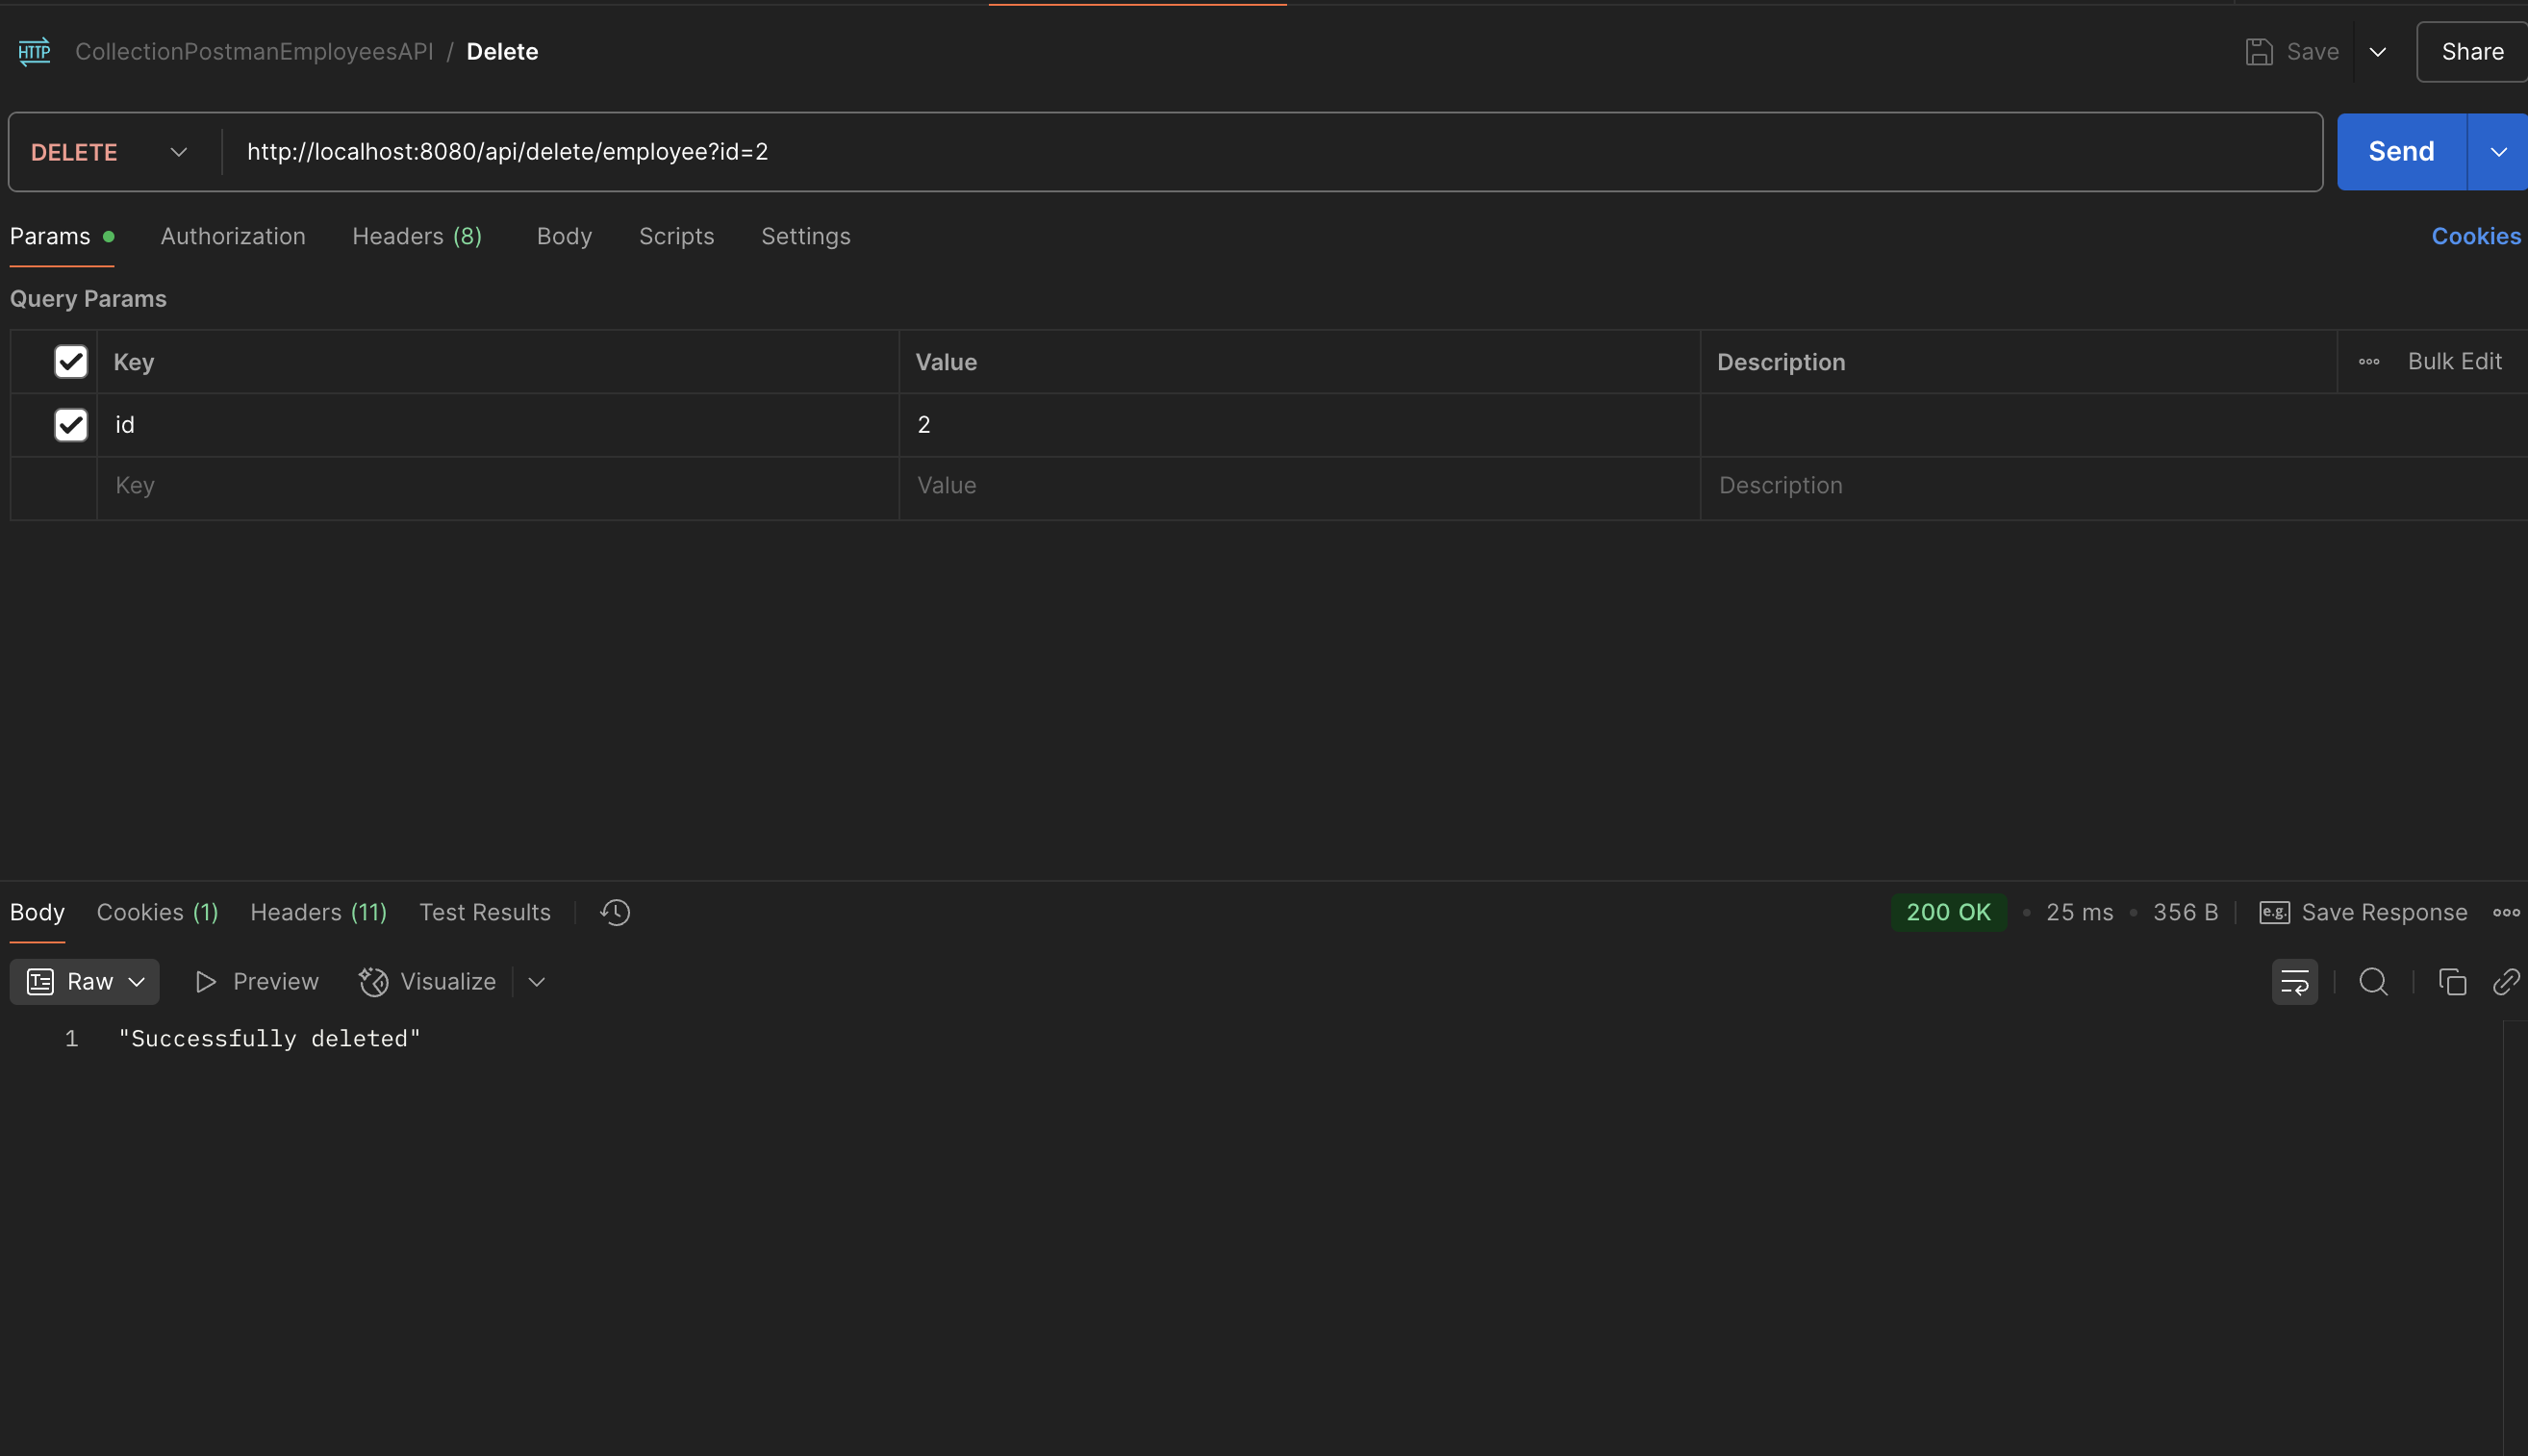 HTTP CollectionPostmanEmployeesAPI / Delete Save Share
DELETE http://localhost:8080/api/delete/employee?id=2 Send
Params Authorization Headers (8) Body Scripts Settings Cookies
Query Params
Key Value Description Bulk Edit
id 2
Key Value Description
Body Cookies (1) Headers (11) Test Results 200 OK • 25 ms • 356 B e.g. Save Response
Raw Preview Visualize
1 "Successfully deleted"